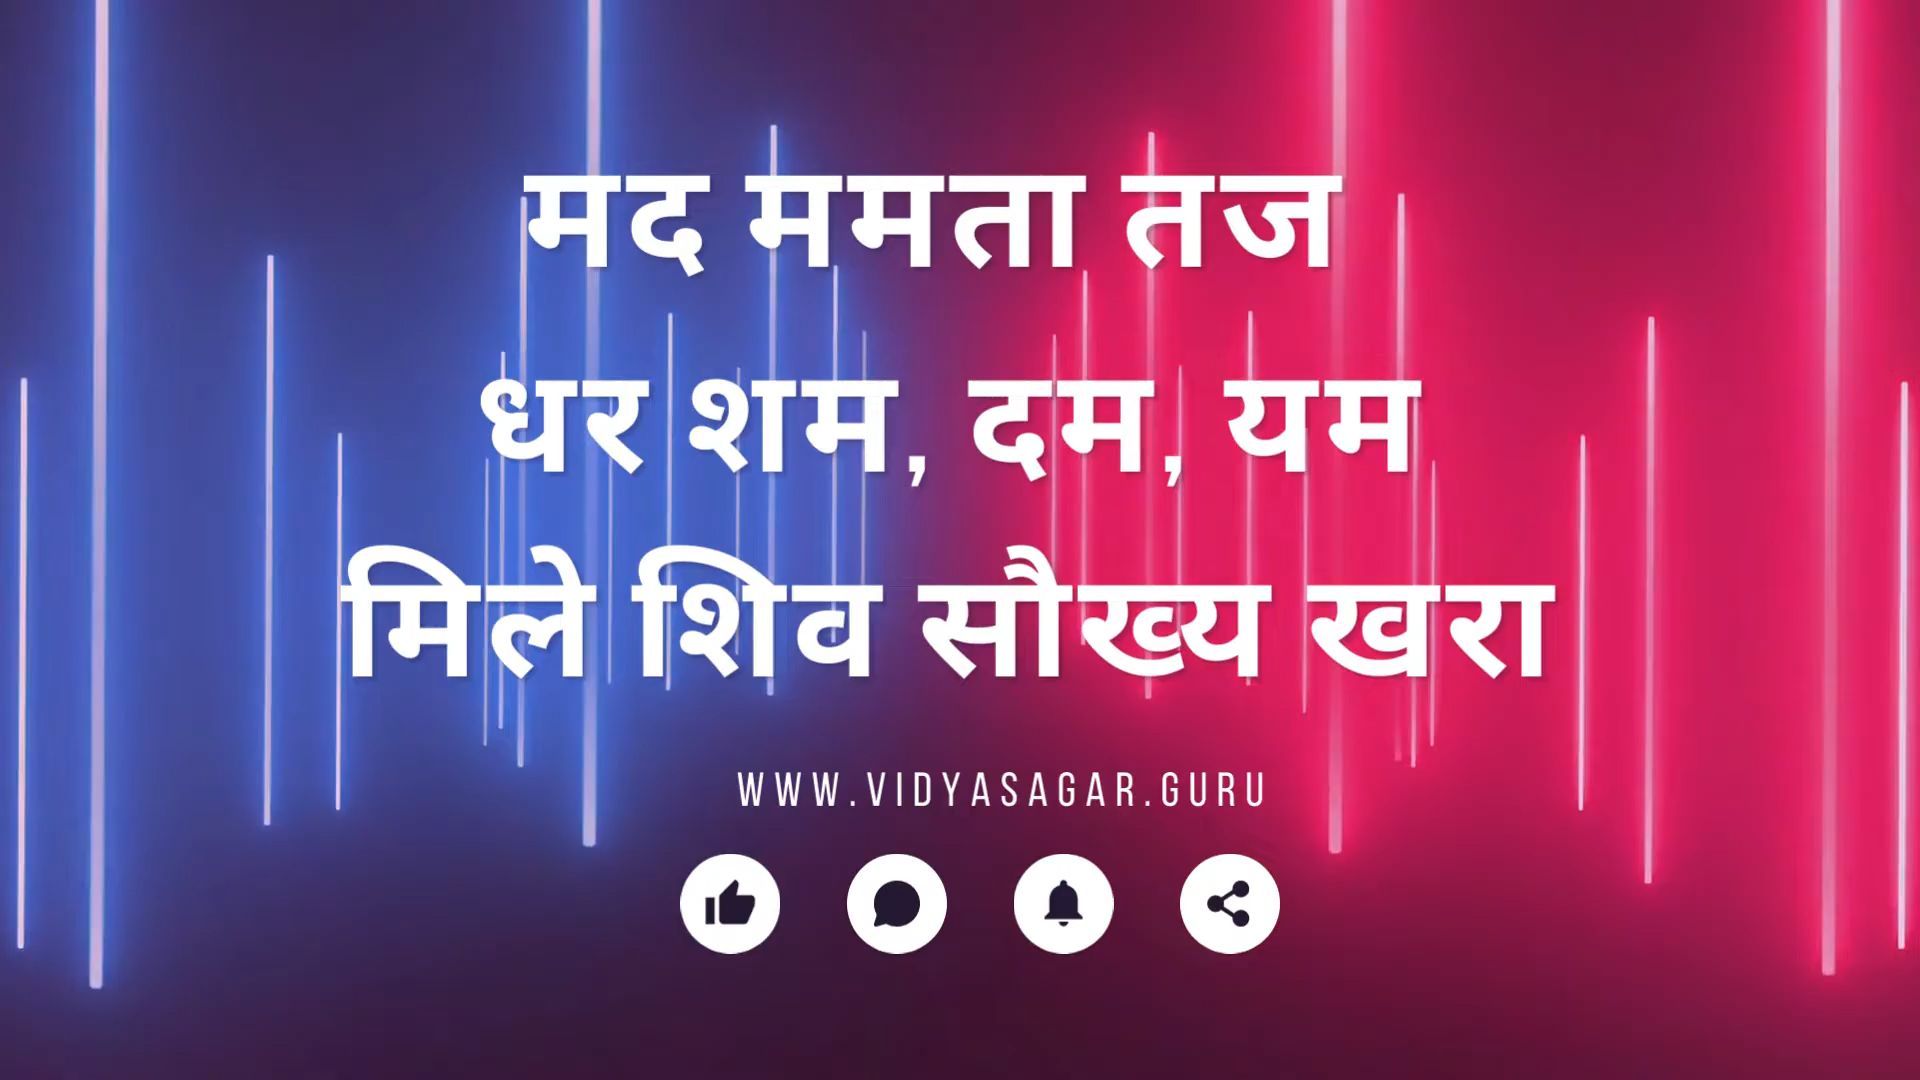 मद ममता तज
धर शम, दम, यम
मिले शिव सौख्य खरा
WWW.VIDYASAGAR.GURU